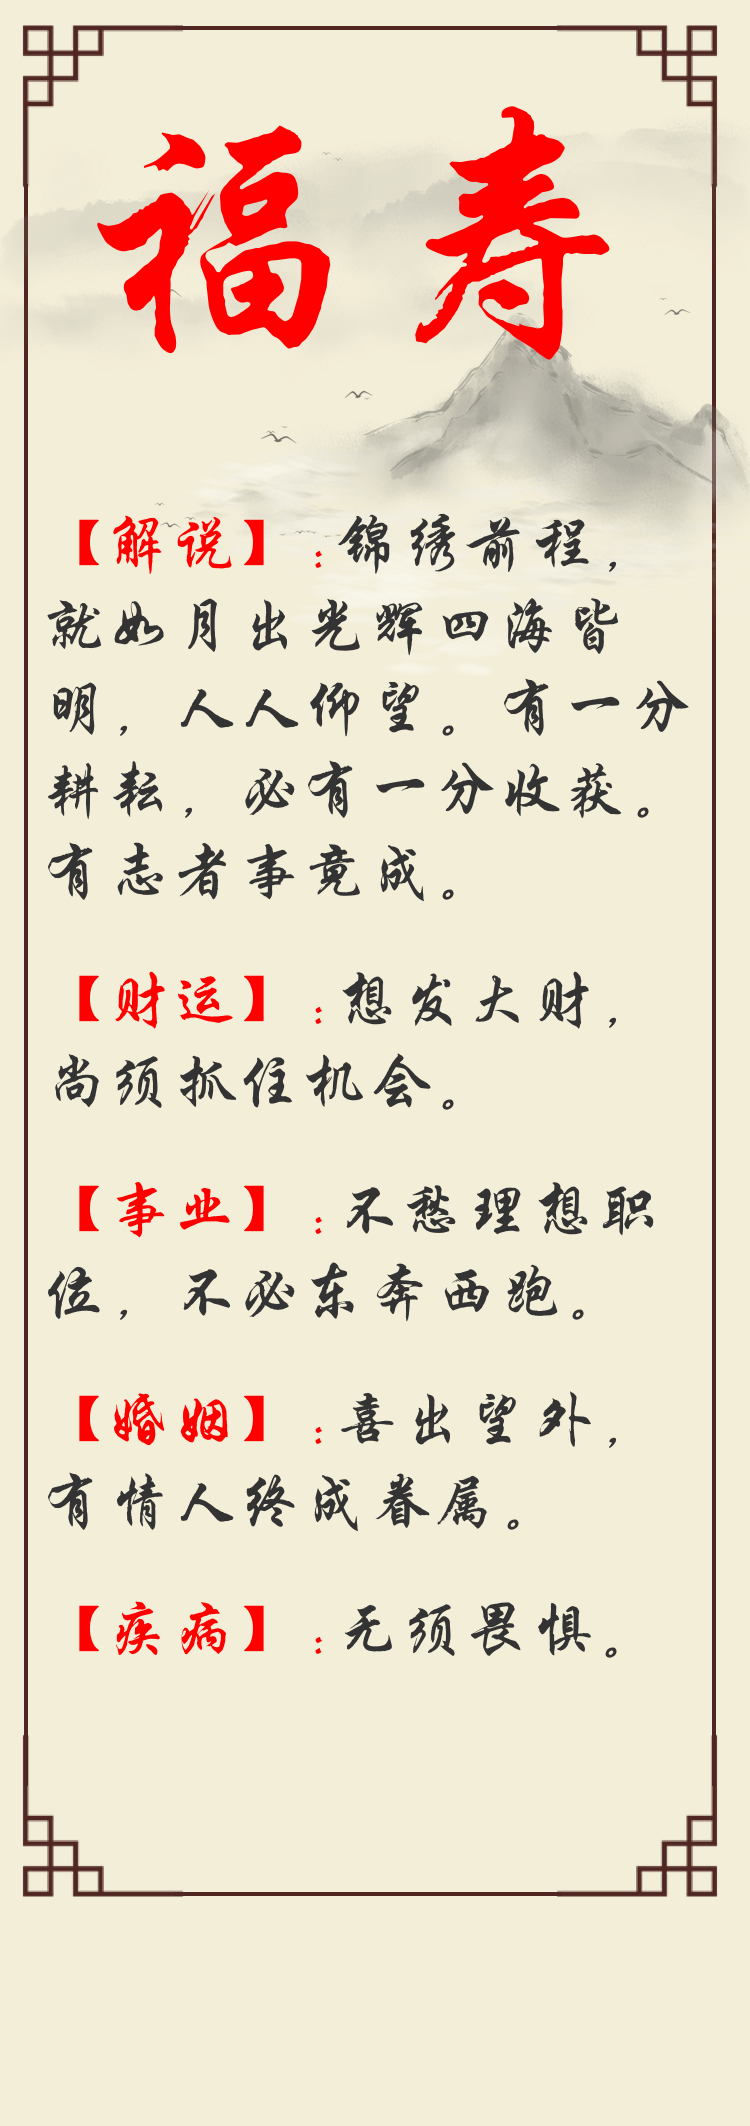 福寿
【解说】:锦绣前程,
就如月出光辉四海皆
明,人人仰望。有一分
耕耘,必有一分收获。
有志者事竟成。
【财运】:想发大财,
尚须抓住机会。
【事业】:不愁理想职
位,不必东奔西跑。
【婚姻】:喜出望外,
有情人终成眷属。
【疾病】:无须畏惧。